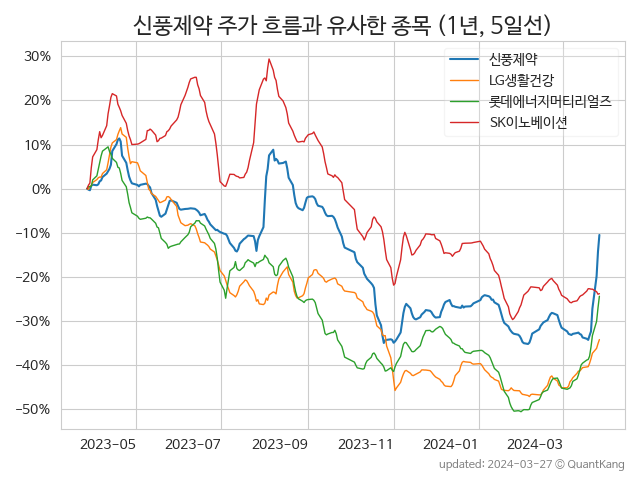 신풍제약 주가 흐름과 유사한 종목 (1년, 5일선)
30%
20%
10%
0%
−10%
−20%
−30%
−40%
−50%
신풍제약
LG생활건강
롯데에너지머티리얼즈
SK이노베이션
2023−05 2023−07 2023−09 2023−11 2024−01 2024−03
updated: 2024-03-27 © QuantKang